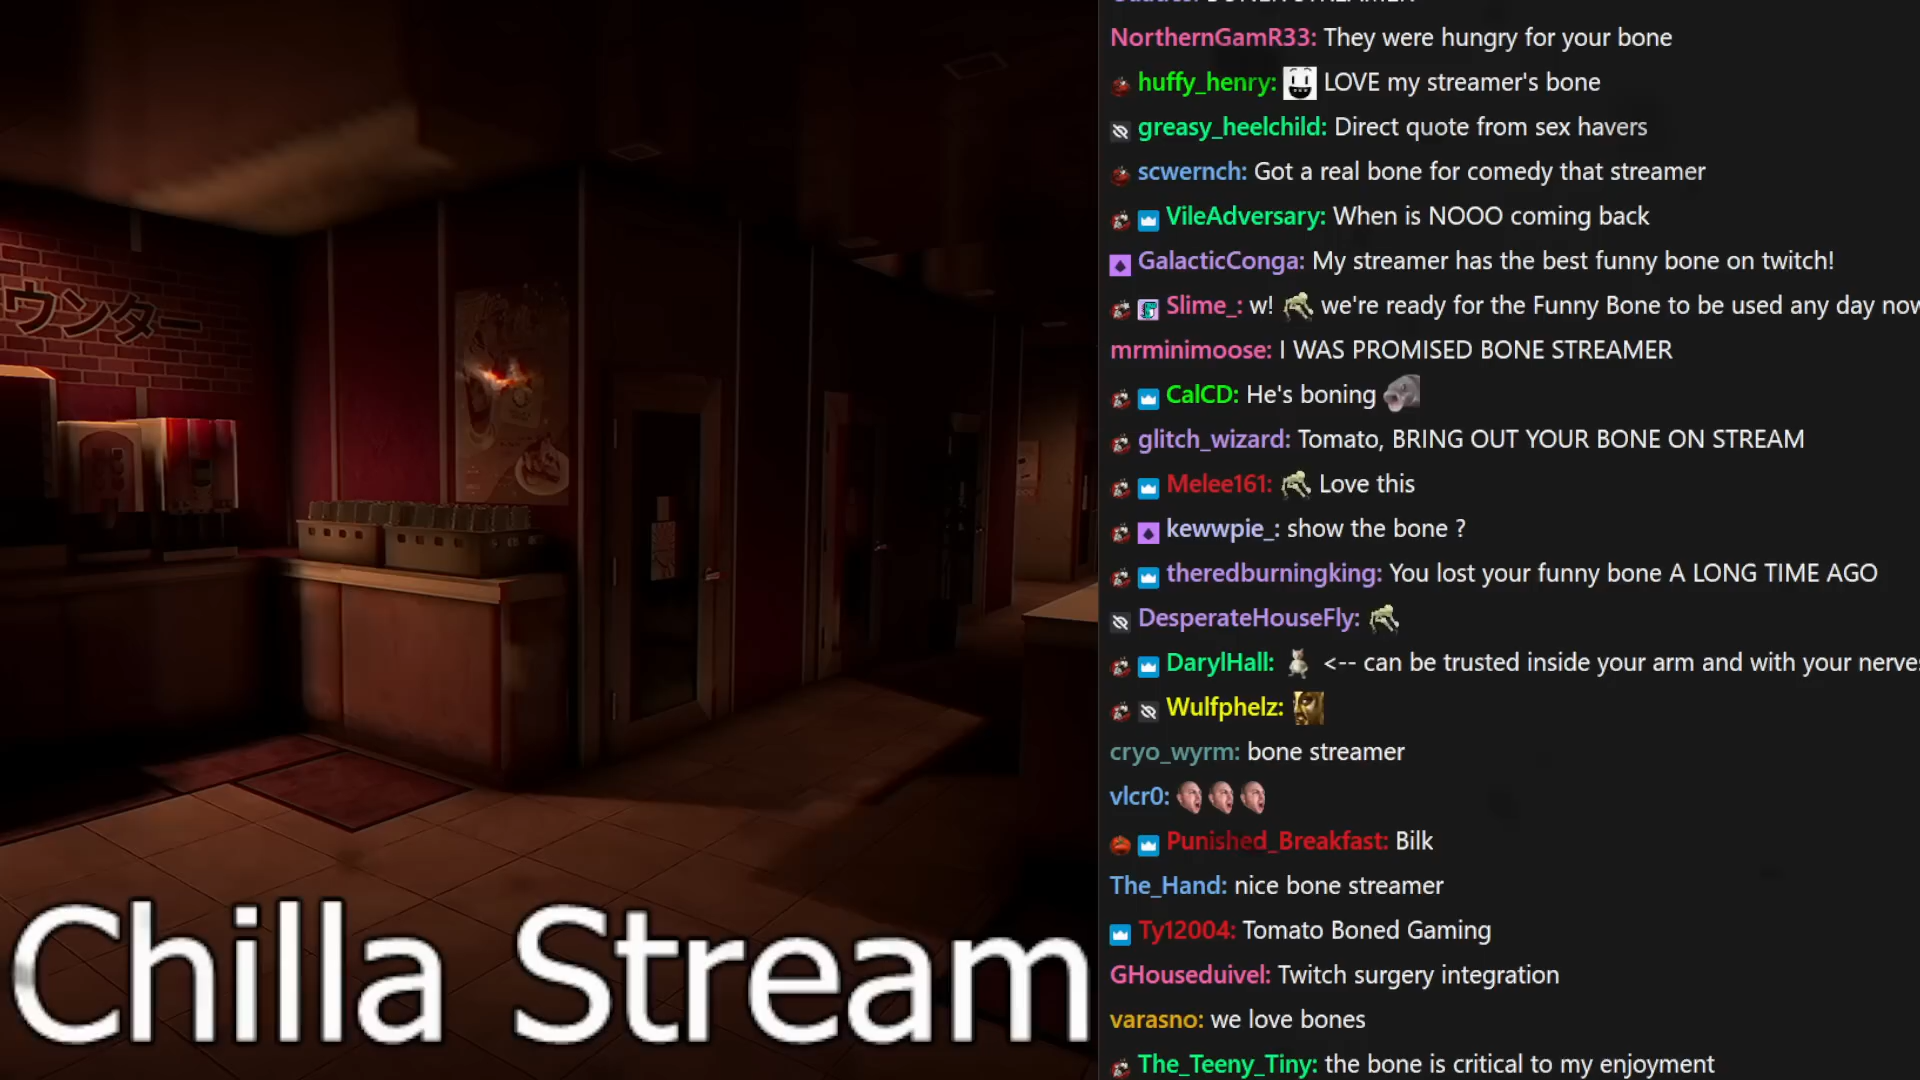 NorthernGamR33: They were hungry for your bone
huffy_henry: LOVE my streamer's bone
greasy_heelchild: Direct quote from sex havers
scwernch: Got a real bone for comedy that streamer
VileAdversary: When is NOOO coming back
GalacticConga: My streamer has the best funny bone on twitch!
Slime_: w! we're ready for the Funny Bone to be used any day now
mrminimoose: I WAS PROMISED BONE STREAMER
CalCD: He's boning
glitch_wizard: Tomato, BRING OUT YOUR BONE ON STREAM
Melee161: Love this
kewwpie_: show the bone ?
theredburningking: You lost your funny bone A LONG TIME AGO
DesperateHouseFly:
DarylHall: <-- can be trusted inside your arm and with your nerves
Wulfphelz:
cryo_wyrm: bone streamer
vlcr0:
Punished_Breakfast: Bilk
The_Hand: nice bone streamer
Ty12004: Tomato Boned Gaming
GHouseduivel: Twitch surgery integration
varasno: we love bones
The_Teeny_Tiny: the bone is critical to my enjoyment
ウンター
Chilla Stream